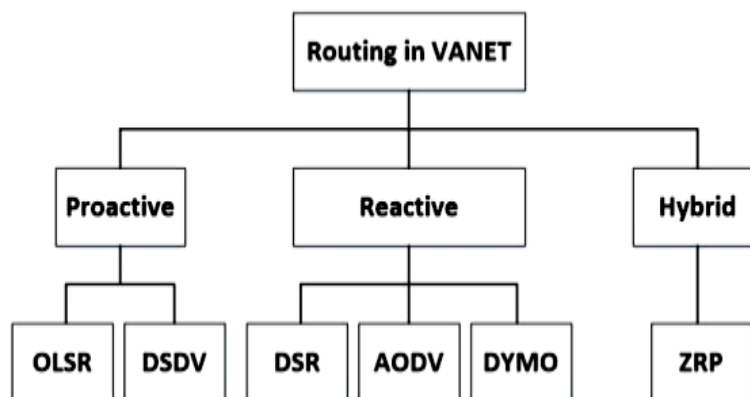 Routing in VANET
Proactive
Reactive
Hybrid
OLSR
DSDV
DSR
AODV
DYMO
ZRP